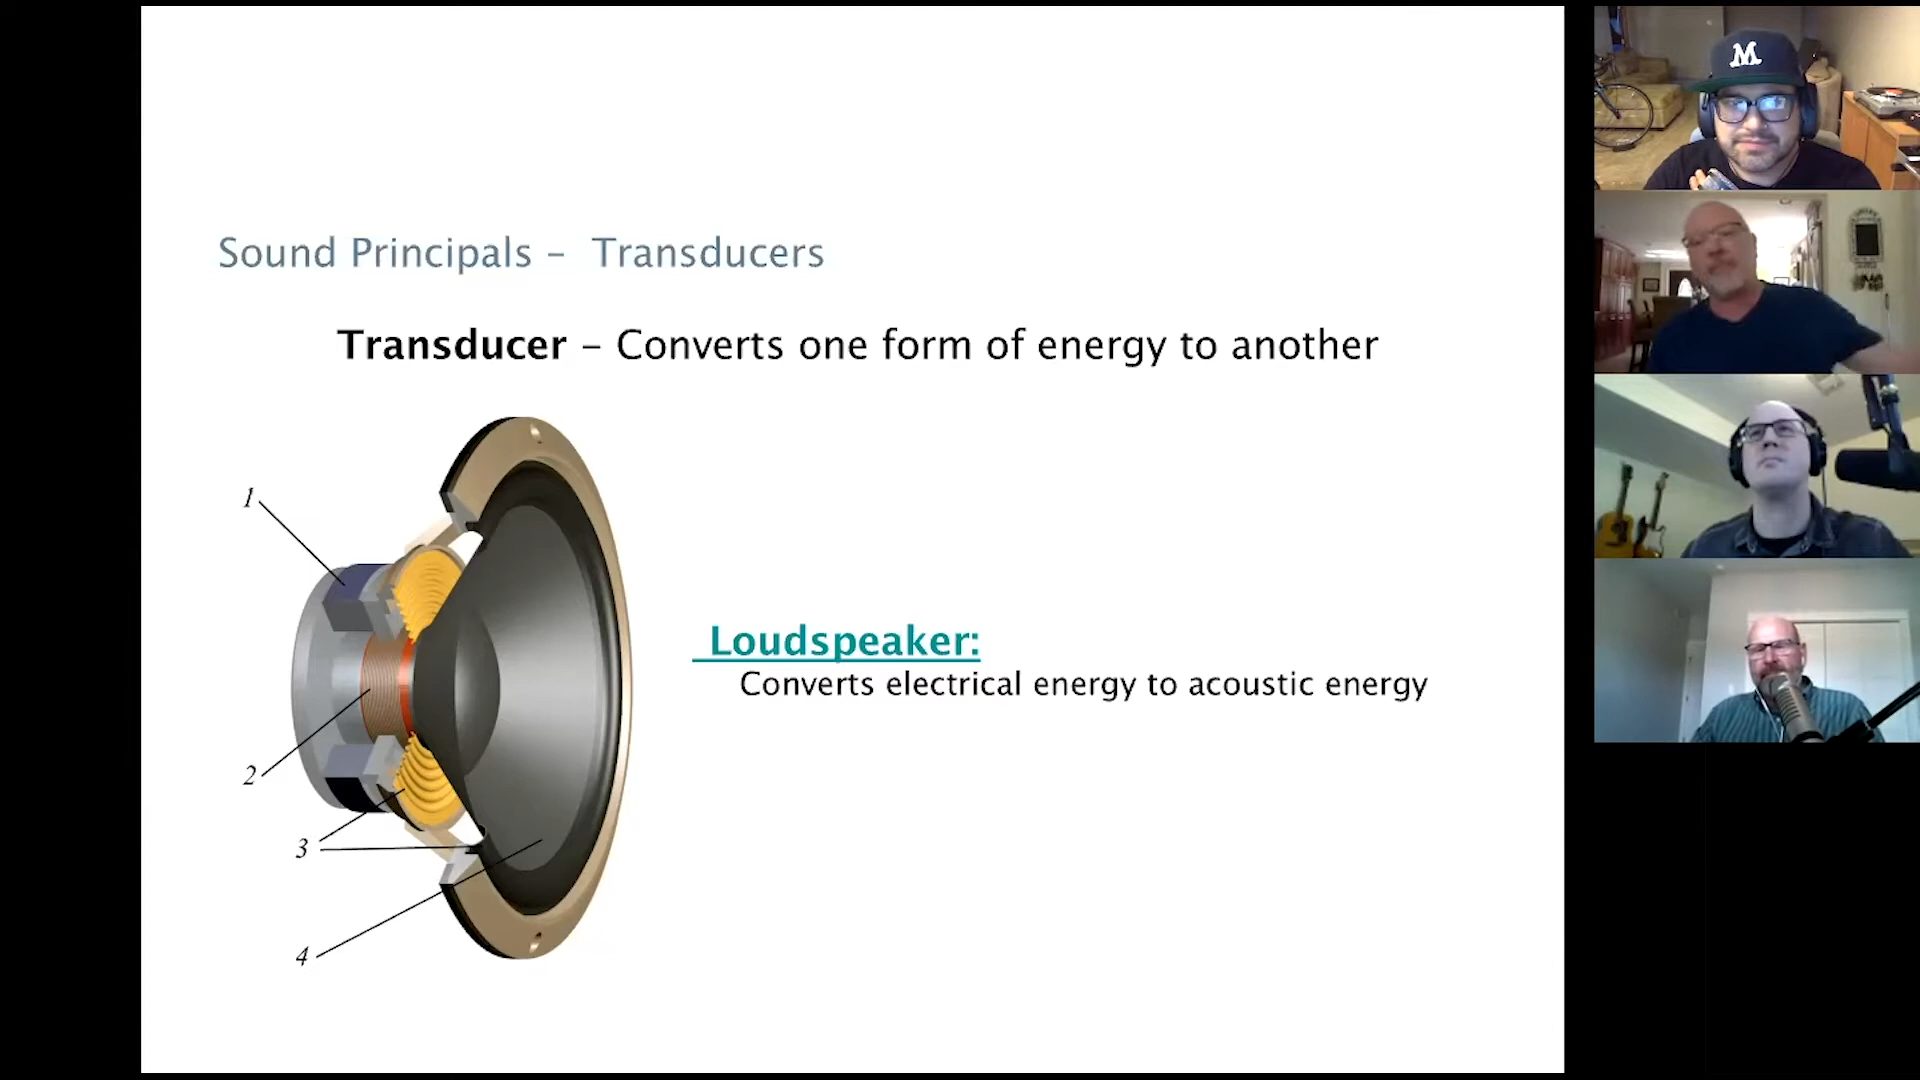 Sound Principals – Transducers
Transducer – Converts one form of energy to another
1
2
3
4
Loudspeaker:
Converts electrical energy to acoustic energy
M